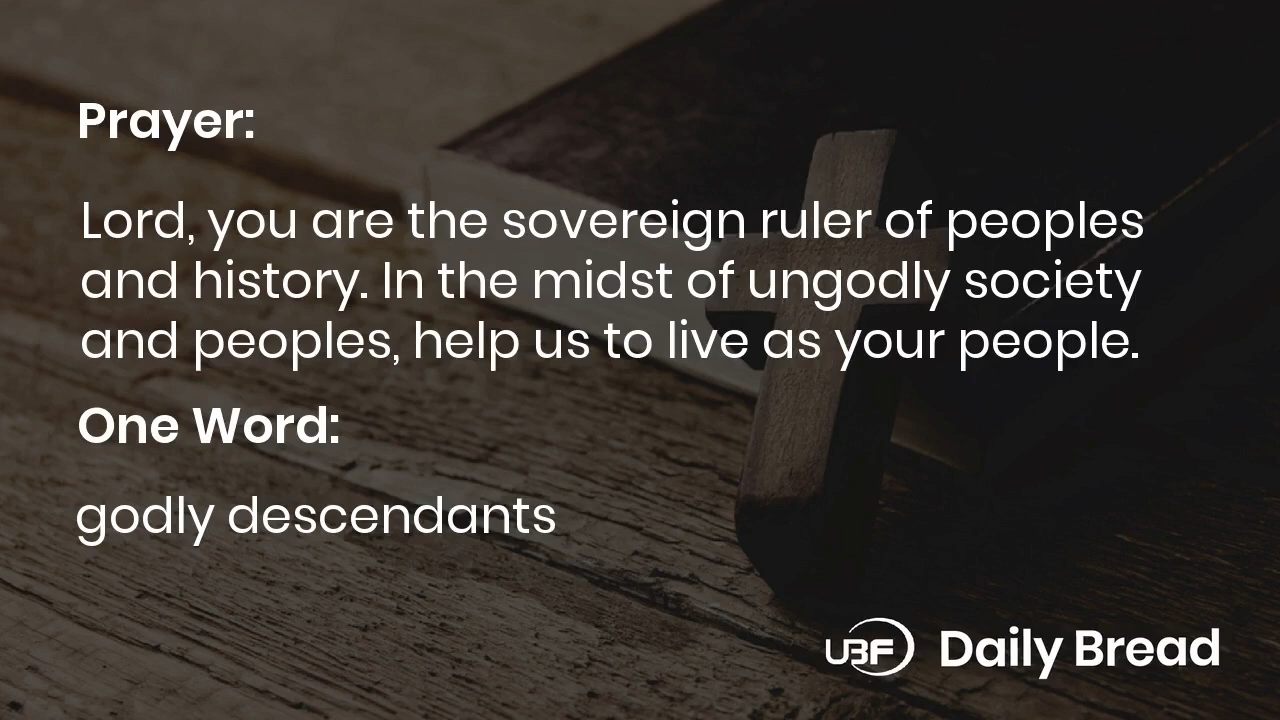 Prayer:
Lord, you are the sovereign ruler of peoples
and history. In the midst of ungodly society
and peoples, help us to live as your people.
One Word:
godly descendants
UBF Daily Bread